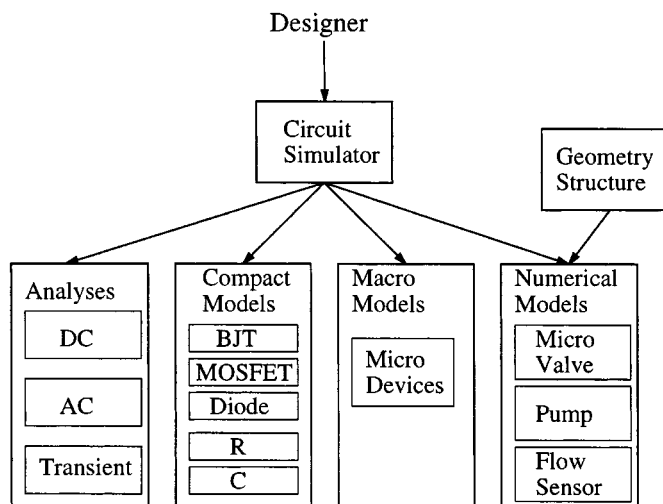 Designer
Circuit
Simulator
Geometry
Structure
Analyses
DC
AC
Transient
Compact
Models
BJT
MOSFET
Diode
R
C
Macro
Models
Micro
Devices
Numerical
Models
Micro
Valve
Pump
Flow
Sensor